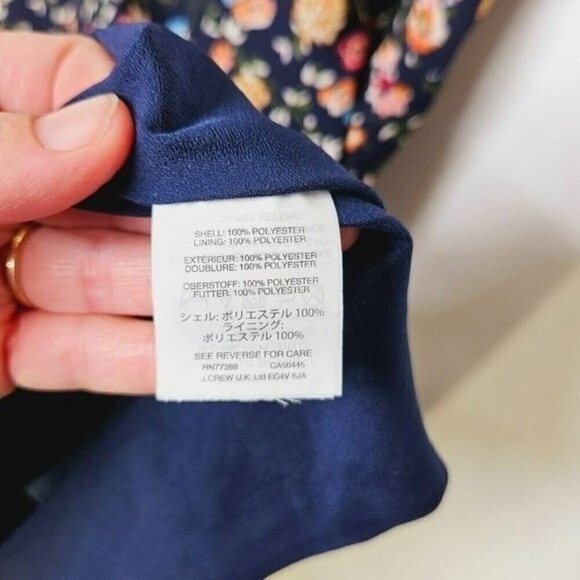 SHELL: 100% POLYESTER
LINING: 100% POLYESTER
EXTÉRIEUR: 100% POLYESTER
DOUBLURE: 100% POLYESTER
OBERSTOFF: 100% POLYESTER
FUTTER: 100% POLYESTER
シェル: ポリエステル 100%
ライニング:
ポリエステル 100%
SEE REVERSE FOR CARE
RN77388 CA56445
J.CREW U.K. Ltd EC4V 6JA